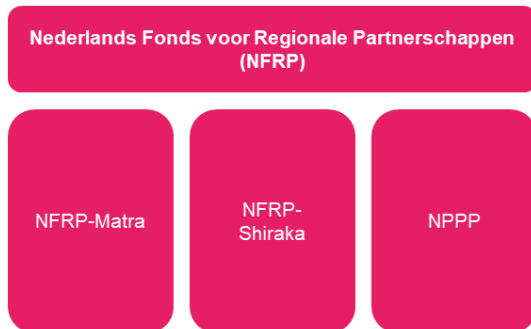 Nederlands Fonds voor Regionale Partnerschappen
(NFRP)
NFRP-Matra
NFRP-
Shiraka
NPPP